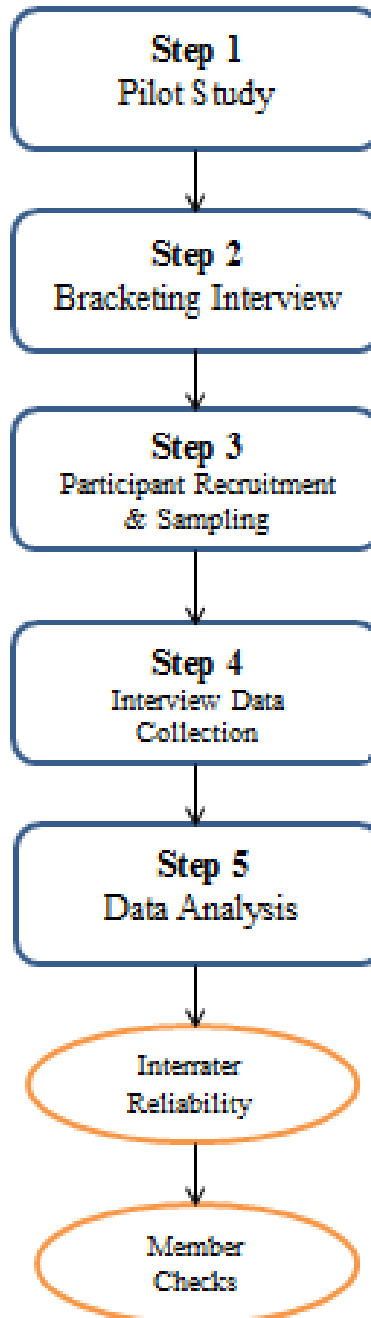 Step 1
Pilot Study
Step 2
Bracketing Interview
Step 3
Participant Recruitment
& Sampling
Step 4
Interview Data
Collection
Step 5
Data Analysis
Interrater
Reliability
Member
Checks